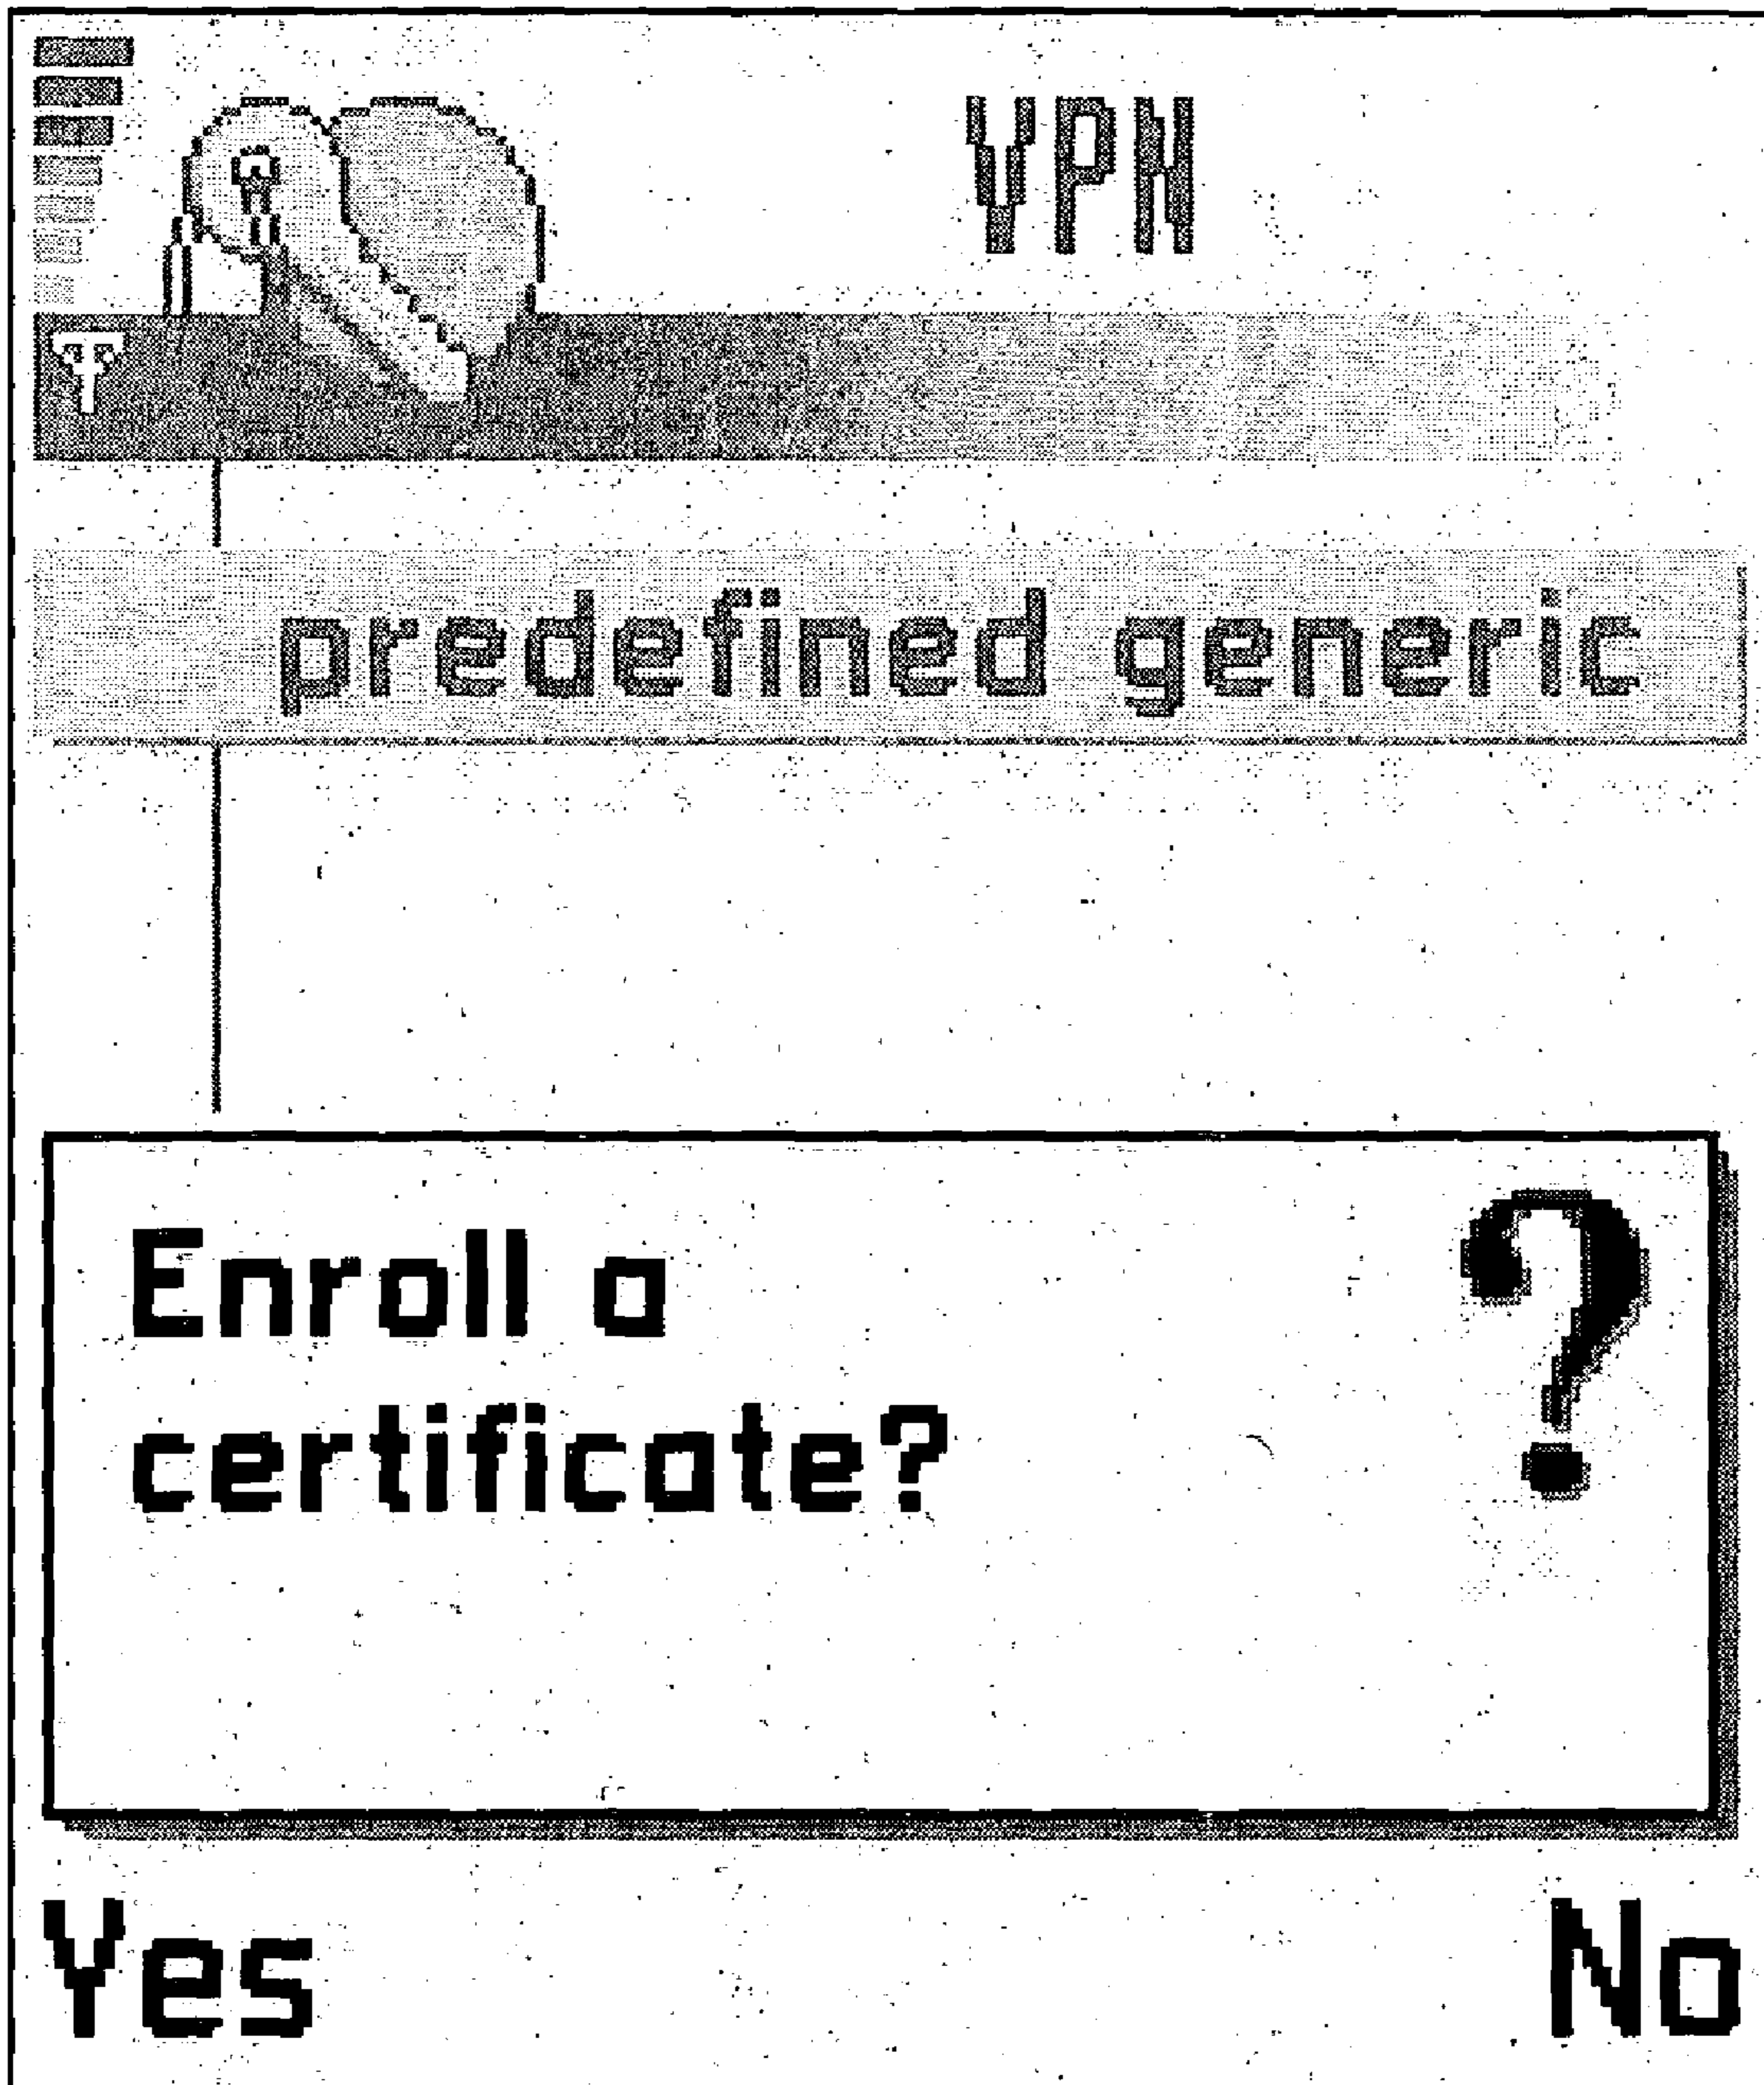 VPN
predefined generic
Enroll a
certificate?
Yes
No